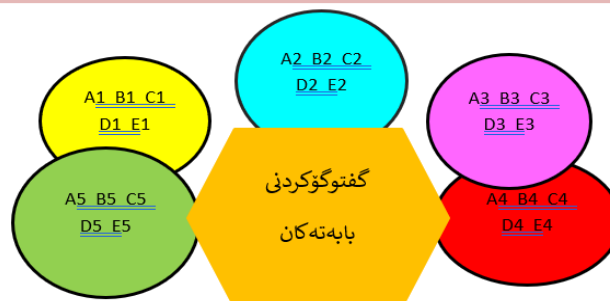 A2 B2 C2
D2 E2
A1 B1 C1
D1 E1
A3 B3 C3
D3 E3
A5 B5 C5
D5 E5
گفتوگۆکردنی
بابەتەکان
A4 B4 C4
D4 E4